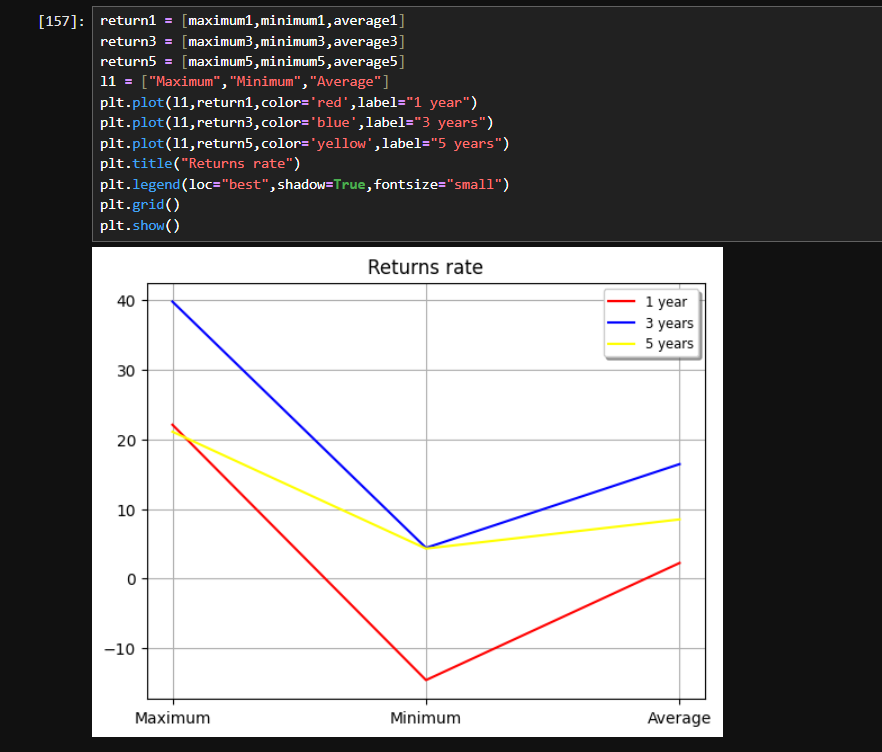 [157]: return1 = [maximum1,minimum1,average1]
return3 = [maximum3,minimum3,average3]
return5 = [maximum5,minimum5,average5]
l1 = ["Maximum","Minimum","Average"]
plt.plot(l1,return1,color='red',label="1 year")
plt.plot(l1,return3,color='blue',label="3 years")
plt.plot(l1,return5,color='yellow',label="5 years")
plt.title("Returns rate")
plt.legend(loc="best",shadow=True,fontsize="small")
plt.grid()
plt.show()
Returns rate
1 year
3 years
5 years
40
30
20
10
0
−10
Maximum Minimum Average